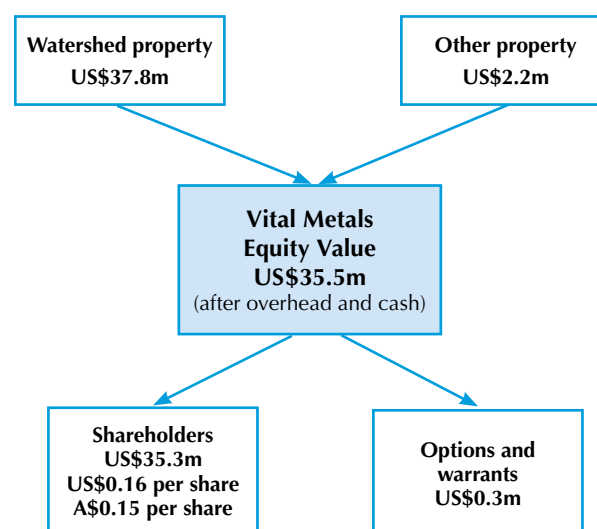 Watershed property
US$37.8m
Other property
US$2.2m
Vital Metals
Equity Value
US$35.5m
(after overhead and cash)
Shareholders
US$35.3m
US$0.16 per share
A$0.15 per share
Options and
warrants
US$0.3m